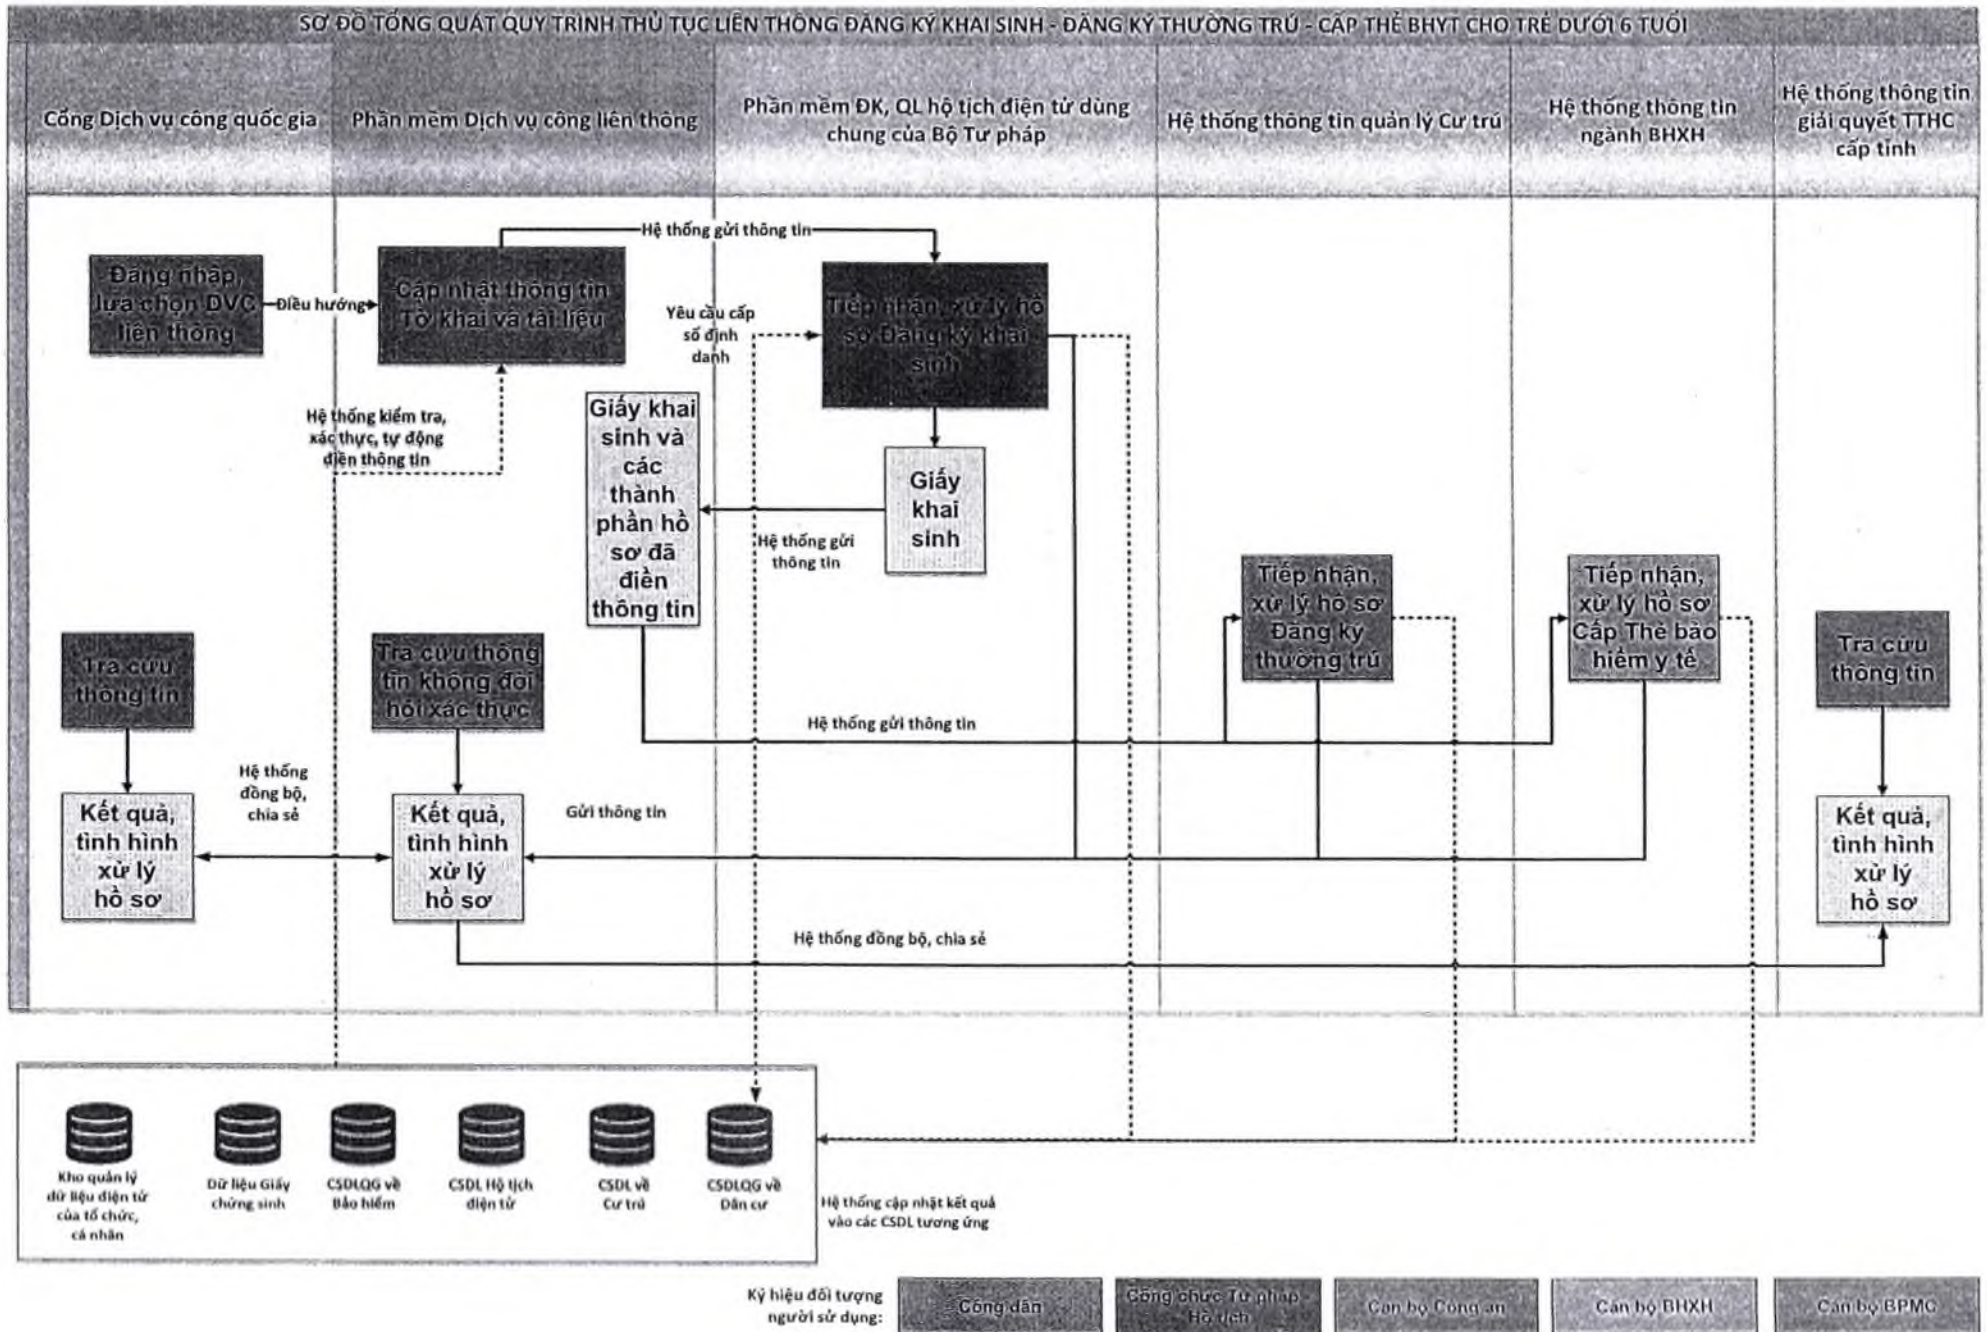 SƠ ĐỒ TỔNG QUÁT QUY TRÌNH THỦ TỤC LIÊN THÔNG ĐĂNG KÝ KHAI SINH - ĐĂNG KÝ THƯỜNG TRÚ - CẤP THẺ BHYT CHO TRẺ DƯỚI 6 TUỔI
Cổng Dịch vụ công quốc gia
Phần mềm Dịch vụ công liên thông
Phần mềm ĐK, QL hộ tịch điện tử dùng
chung của Bộ Tư pháp
Hệ thống thông tin quản lý Cư trú
Hệ thống thông tin
ngành BHXH
Hệ thống thông tin
giải quyết TTHC
cấp tỉnh
Hệ thống gửi thông tin
Đăng nhập,
lựa chọn DVC
liên thông
Điều hướng
Cập nhật thông tin
Tờ khai và tài liệu
Yêu cầu cấp
số định
danh
Tiếp nhận, xử lý hồ
sơ Đăng ký khai
sinh
Hệ thống kiểm tra,
xác thực, tự động
điền thông tin
Giấy khai
sinh và
các
thành
phần hồ
sơ đã
điền
thông tin
Giấy
khai
sinh
Hệ thống gửi
thông tin
Tiếp nhận,
xử lý hồ sơ
Đăng ký
thường trú
Tiếp nhận,
xử lý hồ sơ
Cấp Thẻ bảo
hiểm y tế
Tra cứu
thông tin
Tra cứu thông
tin không đòi
hỏi xác thực
Tra cứu
thông tin
Hệ thống gửi thông tin
Hệ thống
đồng bộ,
chia sẻ
Gửi thông tin
Kết quả,
tình hình
xử lý
hồ sơ
Kết quả,
tình hình
xử lý
hồ sơ
Kết quả,
tình hình
xử lý
hồ sơ
Hệ thống đồng bộ, chia sẻ
Kho quản lý
dữ liệu điện tử
của tổ chức,
cá nhân
Dữ liệu Giấy
chứng sinh
CSDLQG về
Bảo hiểm
CSDL Hộ tịch
điện tử
CSDL về
Cư trú
CSDLQG về
Dân cư
Hệ thống cập nhật kết quả
vào các CSDL tương ứng
Ký hiệu đối tượng
người sử dụng:
Công dân
Công chức Tư pháp
Hộ tịch
Cán bộ Công an
Cán bộ BHXH
Cán bộ BPMC